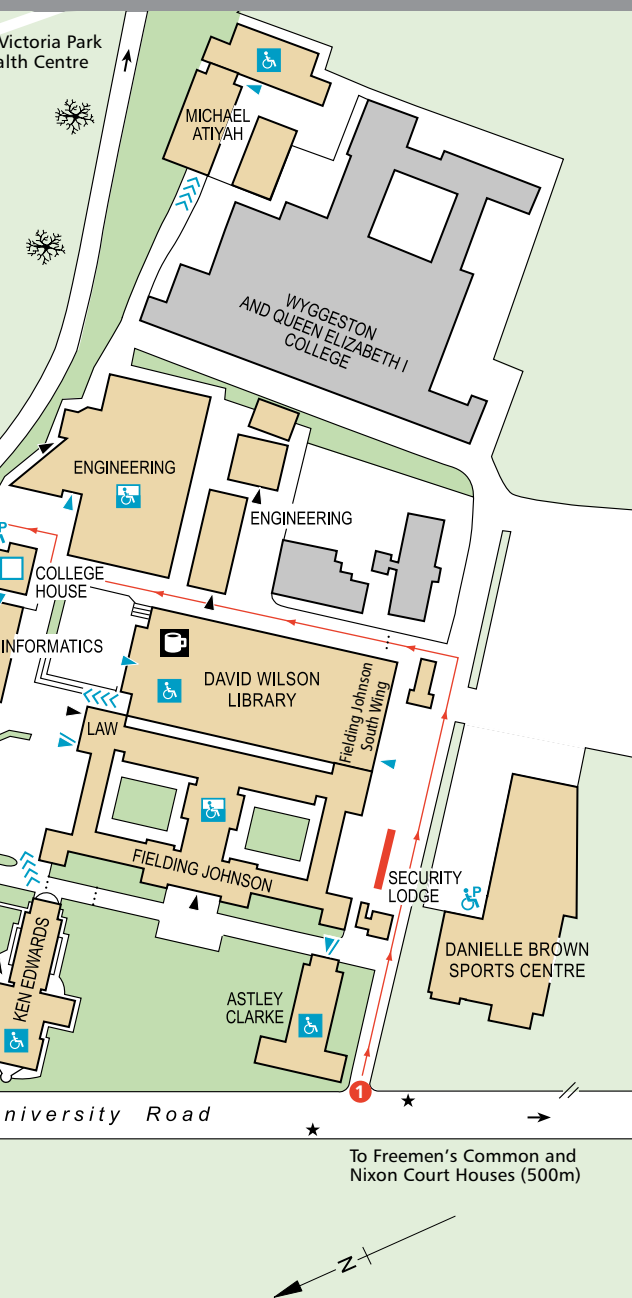 Victoria Park
alth Centre
MICHAEL
ATIYAH
WYGGESTON
AND QUEEN ELIZABETH I
COLLEGE
ENGINEERING
ENGINEERING
P
COLLEGE
HOUSE
INFORMATICS
DAVID WILSON
LIBRARY
Fielding Johnson
South Wing
LAW
FIELDING JOHNSON
SECURITY
LODGE
P
KEN EDWARDS
DANIELLE BROWN
SPORTS CENTRE
ASTLEY
CLARKE
1
niversity Road
To Freemen's Common and
Nixon Court Houses (500m)
N